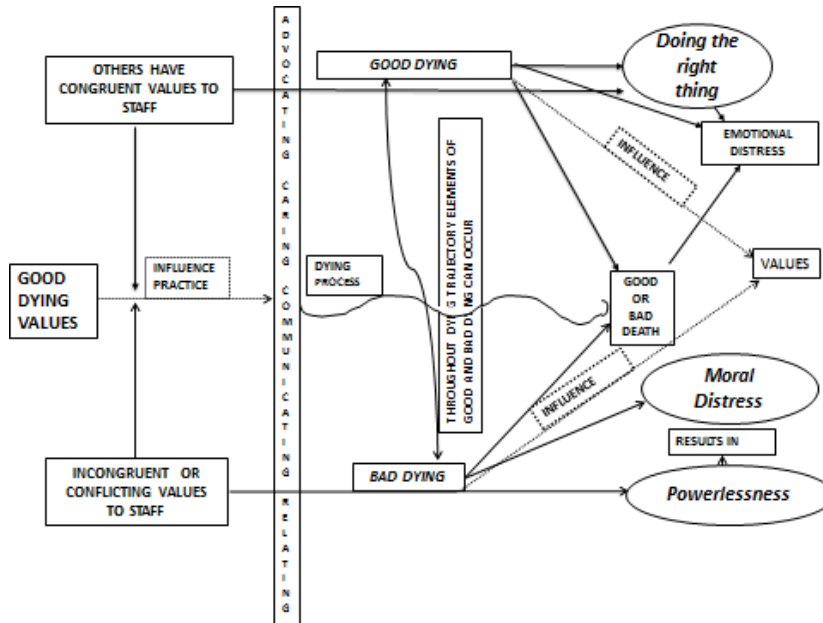 ADVOCATING CARING COMMUNICATING RELATING
GOOD DYING
Doing the
right
thing
OTHERS HAVE
CONGRUENT VALUES TO
STAFF
EMOTIONAL
DISTRESS
INFLUENCE
THROUGHOUT DYING TRAJECTORY ELEMENTS OF
GOOD AND BAD DYING CAN OCCUR
GOOD
DYING
VALUES
INFLUENCE
PRACTICE
DYING
PROCESS
VALUES
GOOD
OR
BAD
DEATH
INFLUENCE
Moral
Distress
RESULTS IN
BAD DYING
INCONGRUENT OR
CONFLICTING VALUES
TO STAFF
Powerlessness